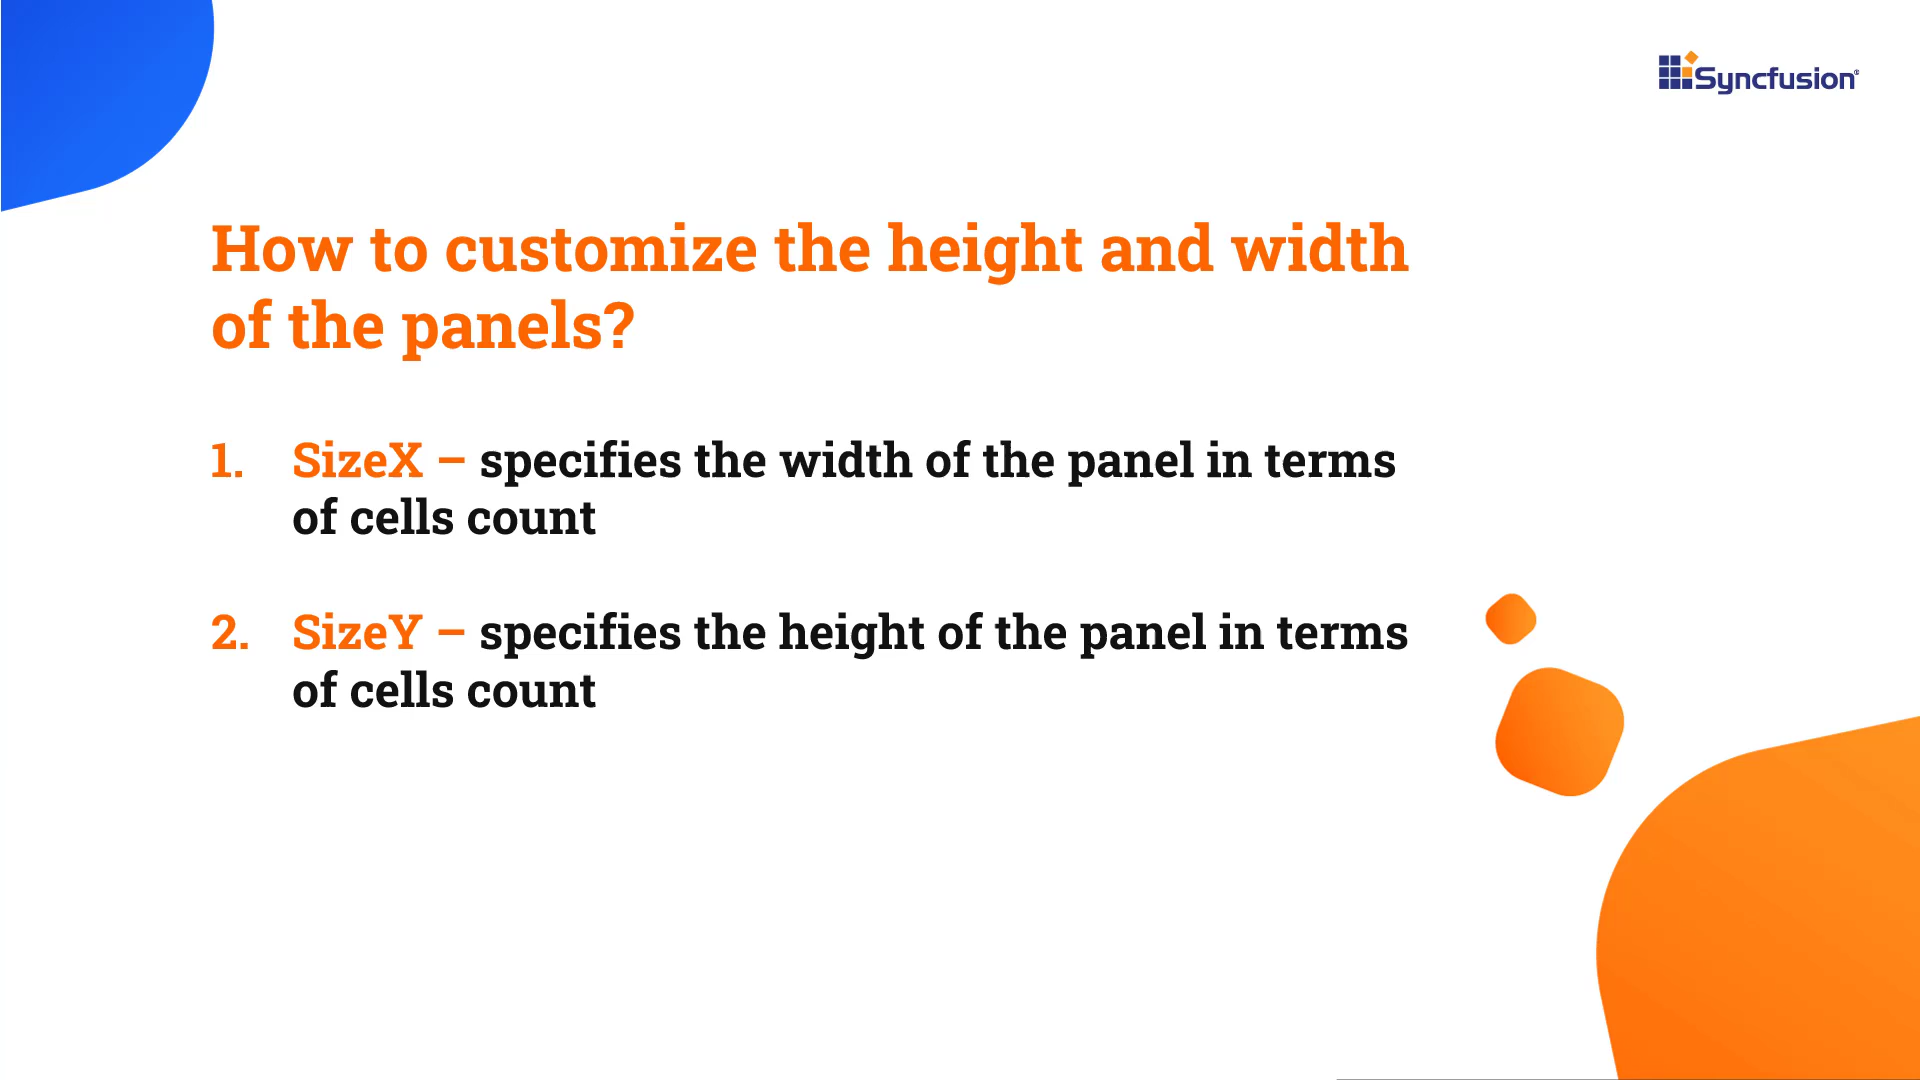 Syncfusion®
How to customize the height and width
of the panels?
1. SizeX – specifies the width of the panel in terms
of cells count
2. SizeY – specifies the height of the panel in terms
of cells count